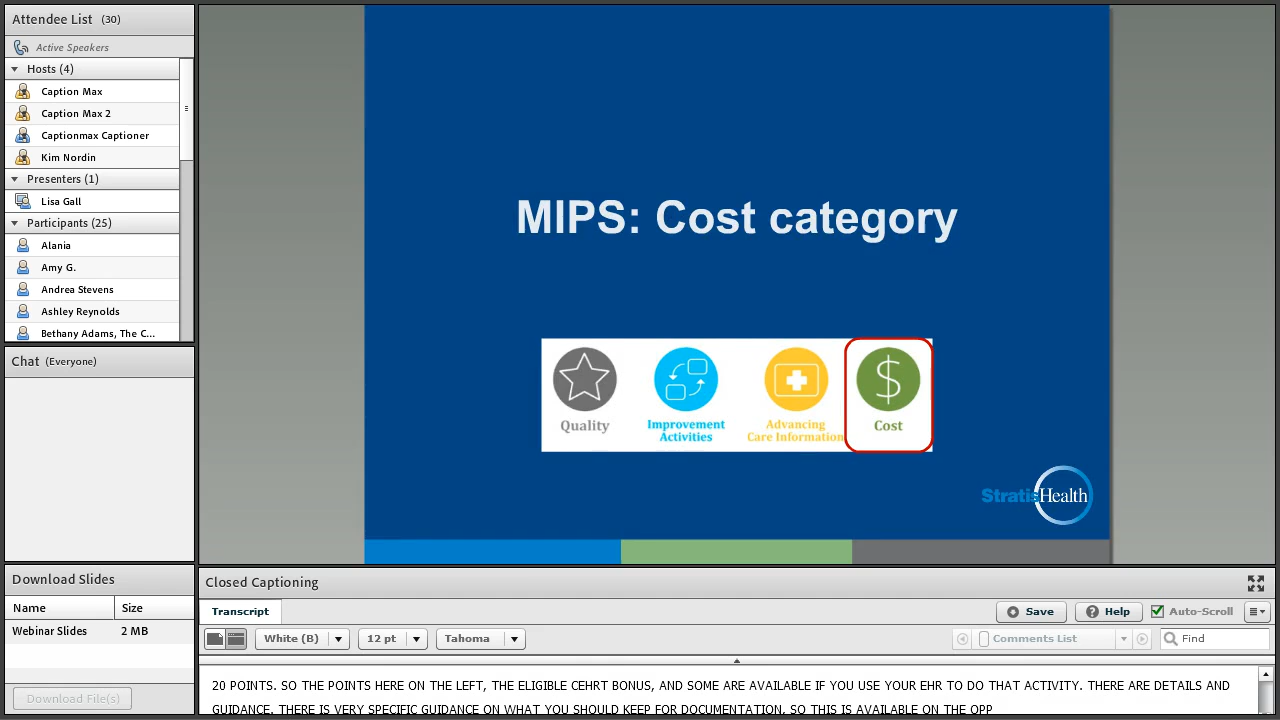 Attendee List (30)
Active Speakers
Hosts (4)
Caption Max
Caption Max 2
Captionmax Captioner
Kim Nordin
Presenters (1)
Lisa Gall
Participants (25)
Alania
Amy G.
Andrea Stevens
Ashley Reynolds
Bethany Adams, The C...
Chat (Everyone)
Download Slides
Name Size
Webinar Slides 2 MB
Download File(s)
MIPS: Cost category
Quality
Improvement
Activities
Advancing
Care Information
Cost
StratisHealth
Closed Captioning
Transcript
Save
Help
Auto-Scroll
White (B)
12 pt
Tahoma
Comments List
Find
20 POINTS. SO THE POINTS HERE ON THE LEFT, THE ELIGIBLE CEHRT BONUS, AND SOME ARE AVAILABLE IF YOU USE YOUR EHR TO DO THAT ACTIVITY. THERE ARE DETAILS AND
GUIDANCE. THERE IS VERY SPECIFIC GUIDANCE ON WHAT YOU SHOULD KEEP FOR DOCUMENTATION, SO THIS IS AVAILABLE ON THE OPP